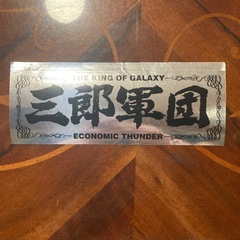 THE KING OF GALAXY
三郎軍団
ECONOMIC THUNDER